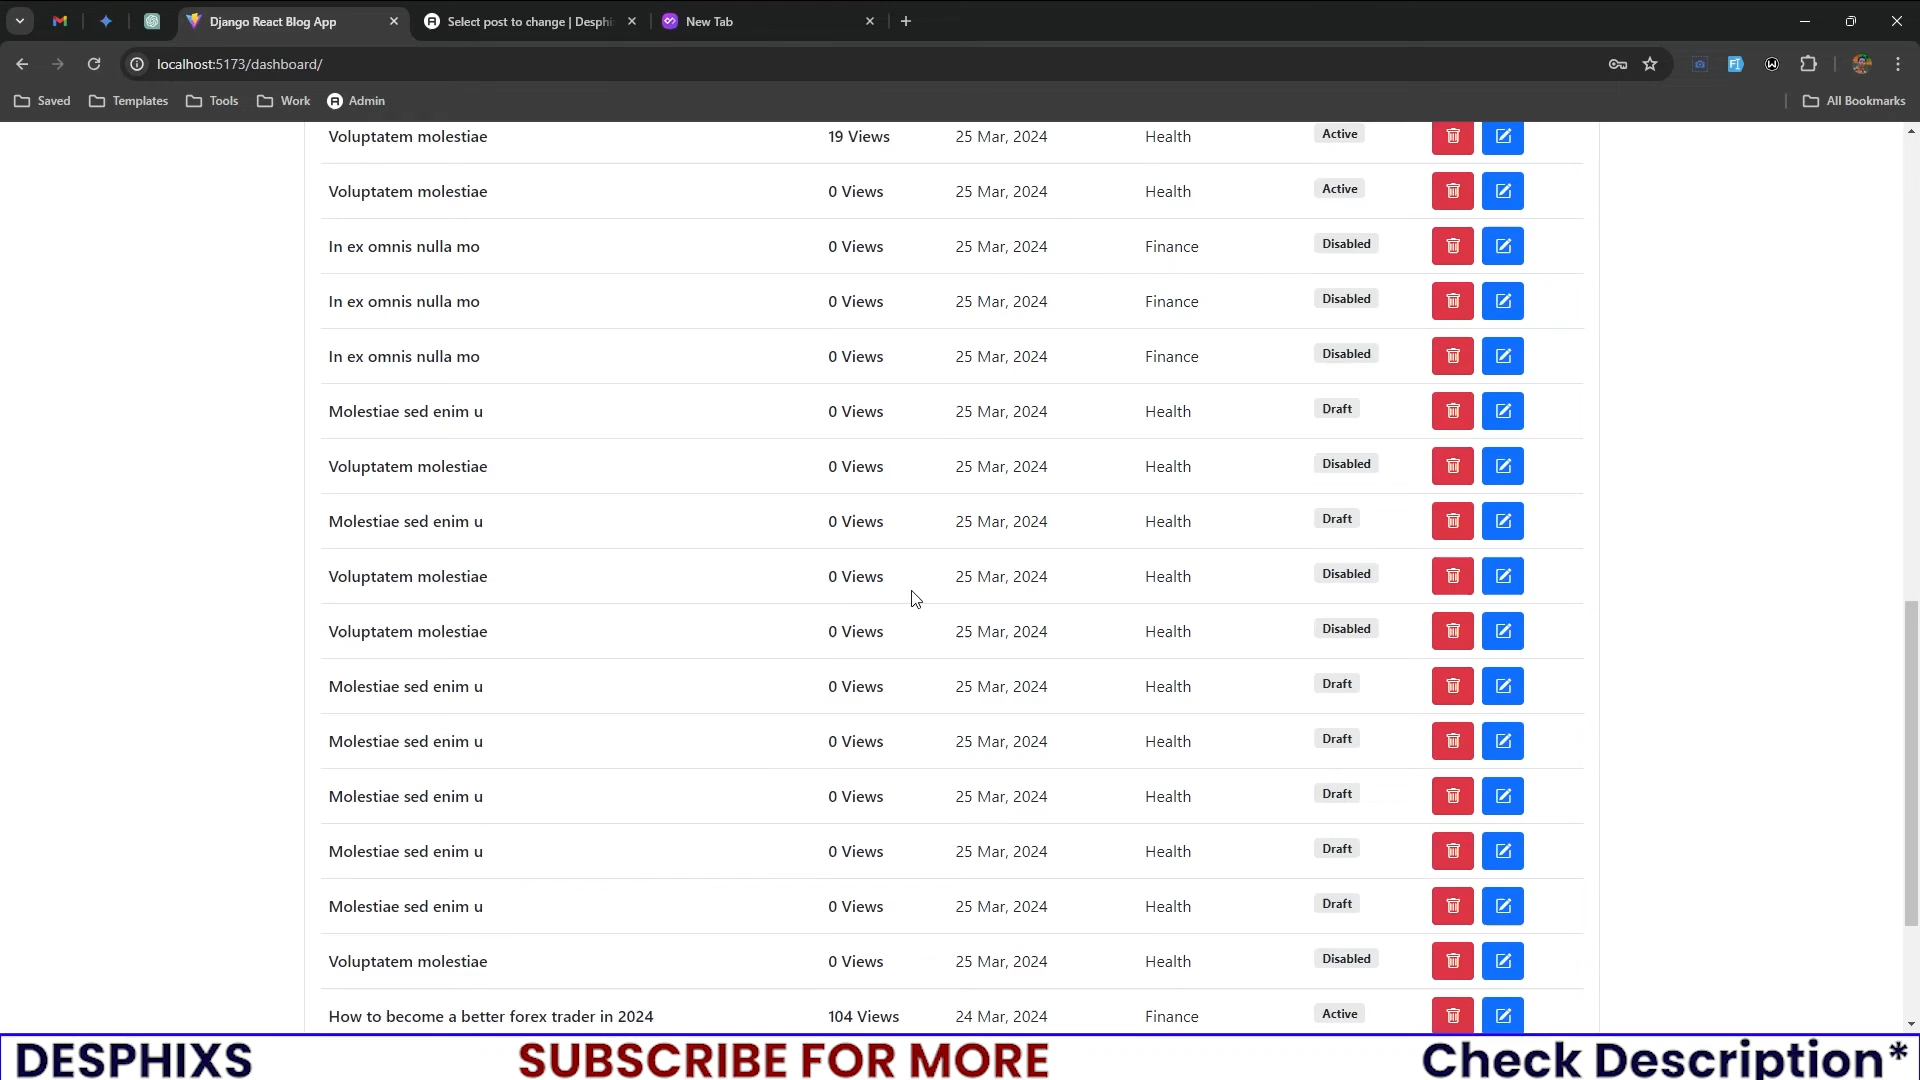 Django React Blog App
Select post to change | Desphi
New Tab
localhost:5173/dashboard/
Saved
Templates
Tools
Work
Admin
All Bookmarks
Voluptatem molestiae 19 Views 25 Mar, 2024 Health Active
Voluptatem molestiae 0 Views 25 Mar, 2024 Health Active
In ex omnis nulla mo 0 Views 25 Mar, 2024 Finance Disabled
In ex omnis nulla mo 0 Views 25 Mar, 2024 Finance Disabled
In ex omnis nulla mo 0 Views 25 Mar, 2024 Finance Disabled
Molestiae sed enim u 0 Views 25 Mar, 2024 Health Draft
Voluptatem molestiae 0 Views 25 Mar, 2024 Health Disabled
Molestiae sed enim u 0 Views 25 Mar, 2024 Health Draft
Voluptatem molestiae 0 Views 25 Mar, 2024 Health Disabled
Voluptatem molestiae 0 Views 25 Mar, 2024 Health Disabled
Molestiae sed enim u 0 Views 25 Mar, 2024 Health Draft
Molestiae sed enim u 0 Views 25 Mar, 2024 Health Draft
Molestiae sed enim u 0 Views 25 Mar, 2024 Health Draft
Molestiae sed enim u 0 Views 25 Mar, 2024 Health Draft
Molestiae sed enim u 0 Views 25 Mar, 2024 Health Draft
Voluptatem molestiae 0 Views 25 Mar, 2024 Health Disabled
How to become a better forex trader in 2024 104 Views 24 Mar, 2024 Finance Active
DESPHIXS SUBSCRIBE FOR MORE Check Description*